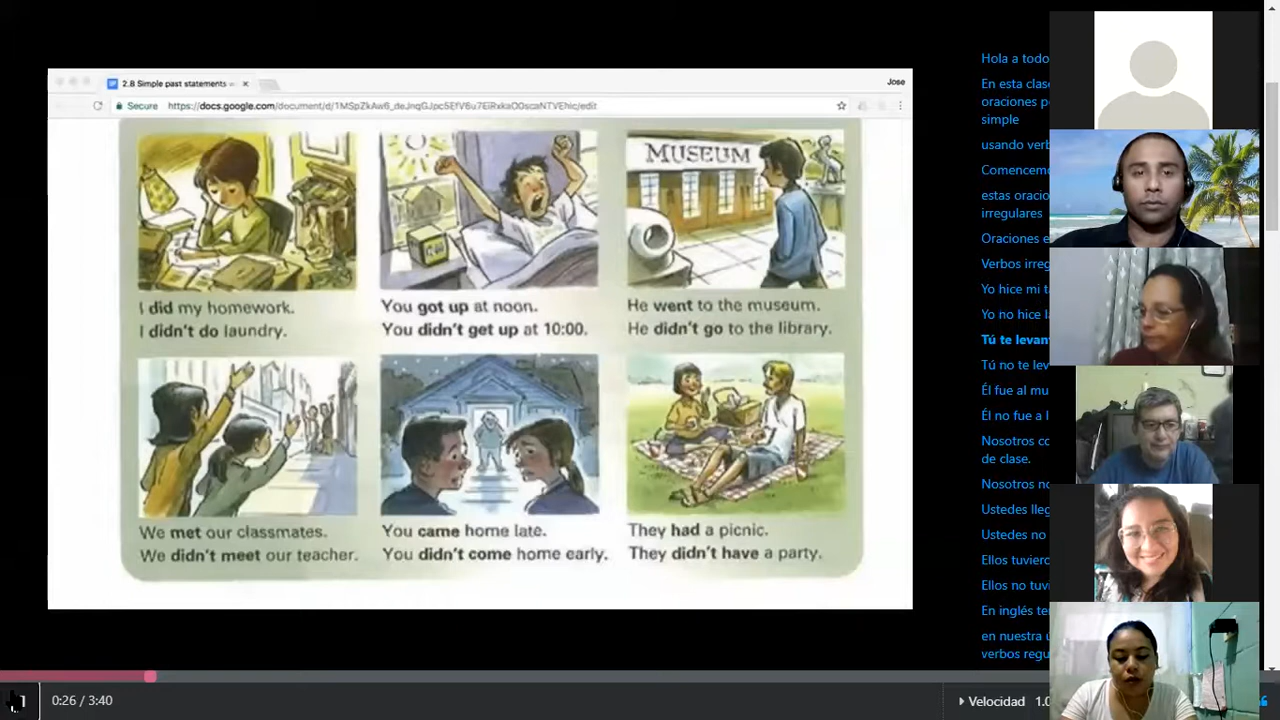 2.8 Simple past statements
Jose
Secure https://docs.google.com/document/d/1MSpZkAw6_deJnqGJpc5EfV6u7EiRxkaO0scaNTVEhic/edit
MUSEUM
I did my homework.
I didn't do laundry.
You got up at noon.
You didn't get up at 10:00.
He went to the museum.
He didn't go to the library.
We met our classmates.
We didn't meet our teacher.
You came home late.
You didn't come home early.
They had a picnic.
They didn't have a party.
Hola a todo
En esta clase
oraciones p
simple
usando verb
Comencemo
estas oracio
irregulares
Oraciones e
Verbos irreg
Yo hice mi t
Yo no hice l
Tú te levant
Tú no te lev
Él fue al mu
Él no fue a l
Nosotros co
de clase.
Nosotros no
Ustedes lleg
Ustedes no
Ellos tuviero
Ellos no tuvi
En inglés te
en nuestra u
verbos regu
0:26 / 3:40
Velocidad 1.0